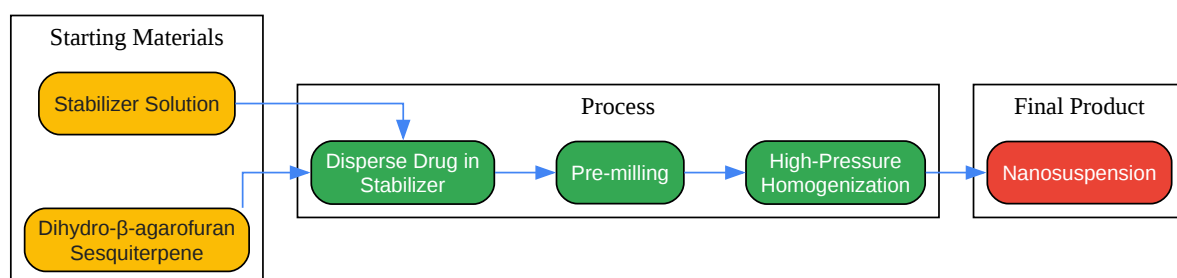 Starting Materials
Stabilizer Solution
Dihydro-β-agarofuran
Sesquiterpene
Process
Disperse Drug in
Stabilizer
Pre-milling
High-Pressure
Homogenization
Final Product
Nanosuspension